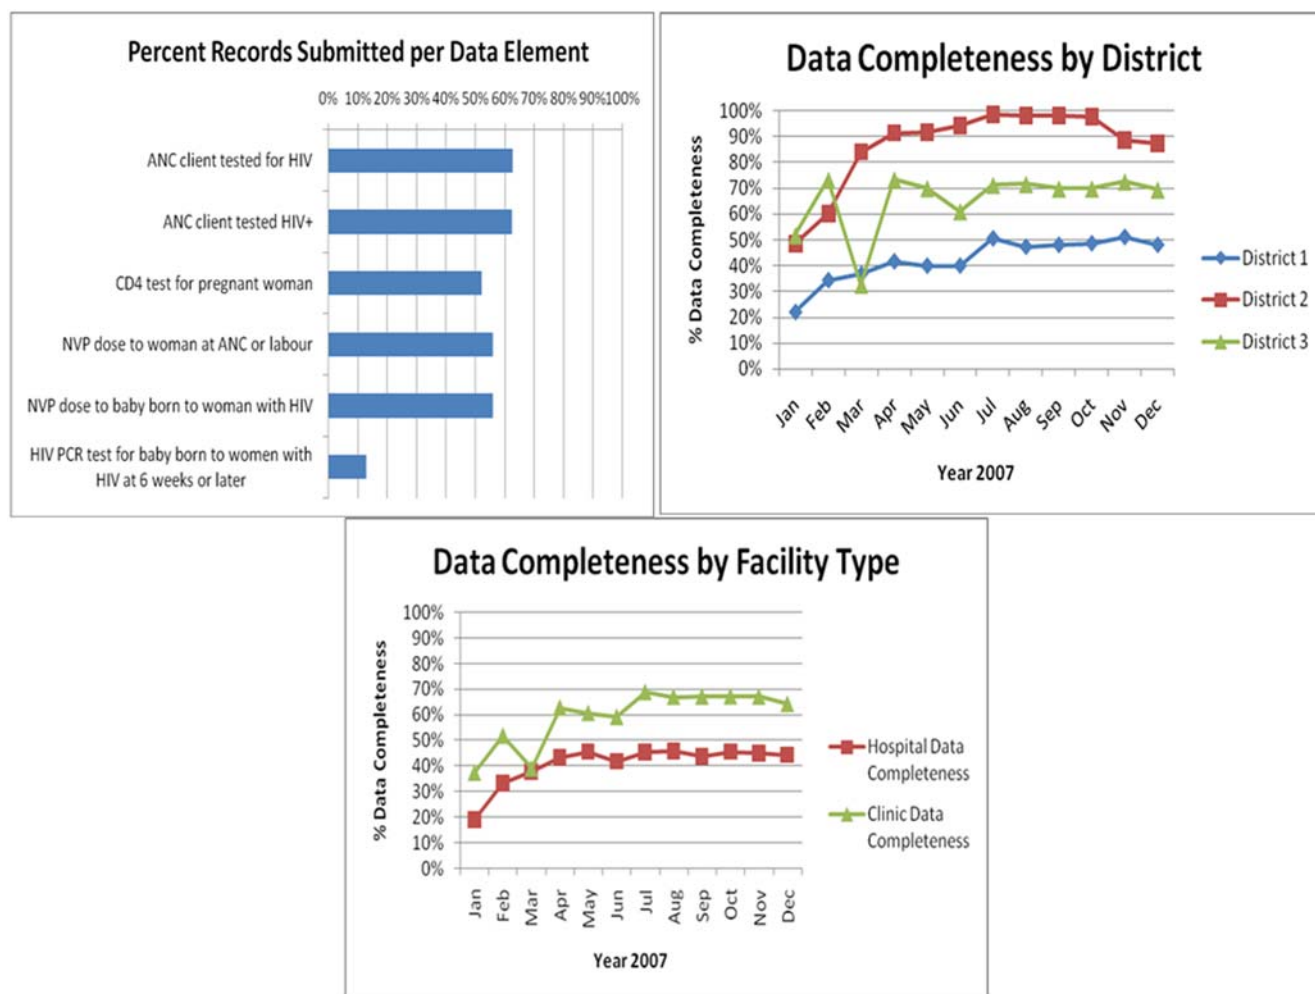 Percent Records Submitted per Data Element
0% 10% 20% 30% 40% 50% 60% 70% 80% 90% 100%
ANC client tested for HIV
ANC client tested HIV+
CD4 test for pregnant woman
NVP dose to woman at ANC or labour
NVP dose to baby born to woman with HIV
HIV PCR test for baby born to women with
HIV at 6 weeks or later
Data Completeness by District
% Data Completeness
100%
90%
80%
70%
60%
50%
40%
30%
20%
10%
0%
Jan Feb Mar Apr May Jun Jul Aug Sep Oct Nov Dec
Year 2007
District 1
District 2
District 3
Data Completeness by Facility Type
% Data Completeness
100%
90%
80%
70%
60%
50%
40%
30%
20%
10%
0%
Jan Feb Mar Apr May Jun Jul Aug Sep Oct Nov Dec
Year 2007
Hospital Data
Completeness
Clinic Data
Completeness